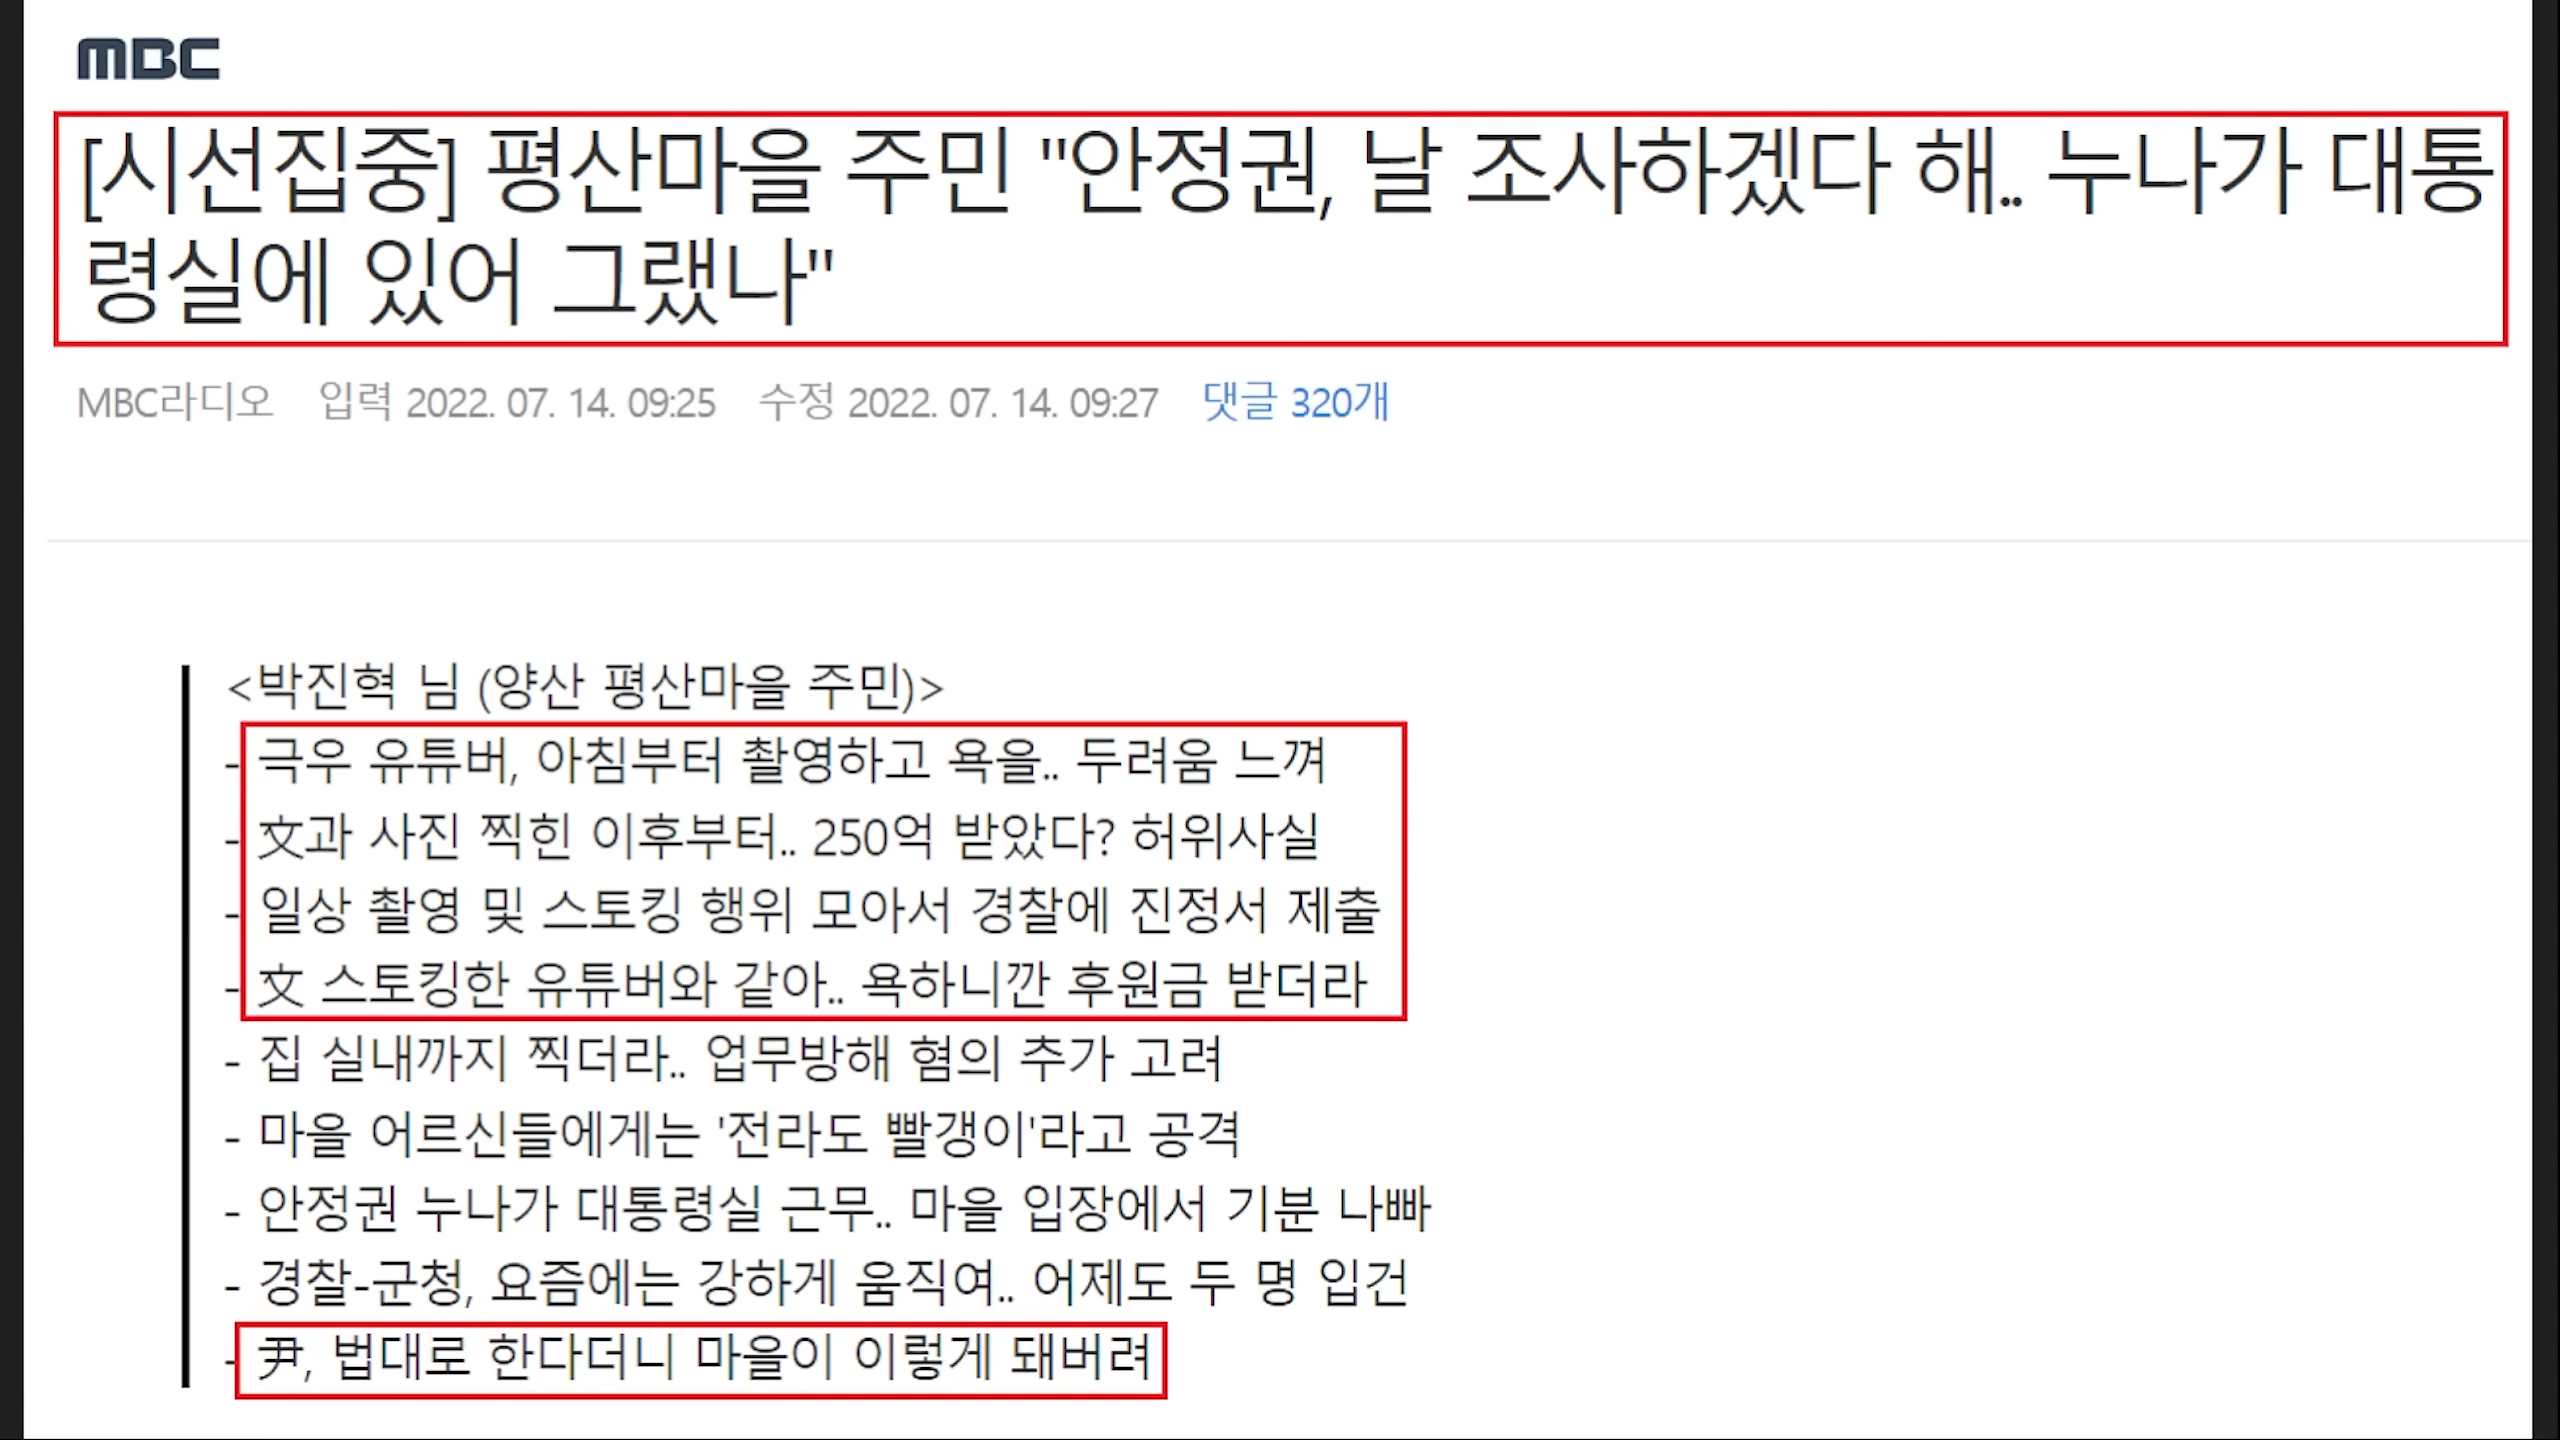 MBC
[시선집중] 평산마을 주민 "안정권, 날 조사하겠다 해.. 누나가 대통
령실에 있어 그랬나"
MBC라디오 입력 2022. 07. 14. 09:25 수정 2022. 07. 14. 09:27 댓글 320개
<박진혁 님 (양산 평산마을 주민)>
- 극우 유튜버, 아침부터 촬영하고 욕을.. 두려움 느껴
- 文과 사진 찍힌 이후부터.. 250억 받았다? 허위사실
- 일상 촬영 및 스토킹 행위 모아서 경찰에 진정서 제출
- 文 스토킹한 유튜버와 같아.. 욕하니깐 후원금 받더라
- 집 실내까지 찍더라.. 업무방해 혐의 추가 고려
- 마을 어르신들에게는 '전라도 빨갱이'라고 공격
- 안정권 누나가 대통령실 근무.. 마을 입장에서 기분 나빠
- 경찰-군청, 요즘에는 강하게 움직여.. 어제도 두 명 입건
- 尹, 법대로 한다더니 마을이 이렇게 돼버려